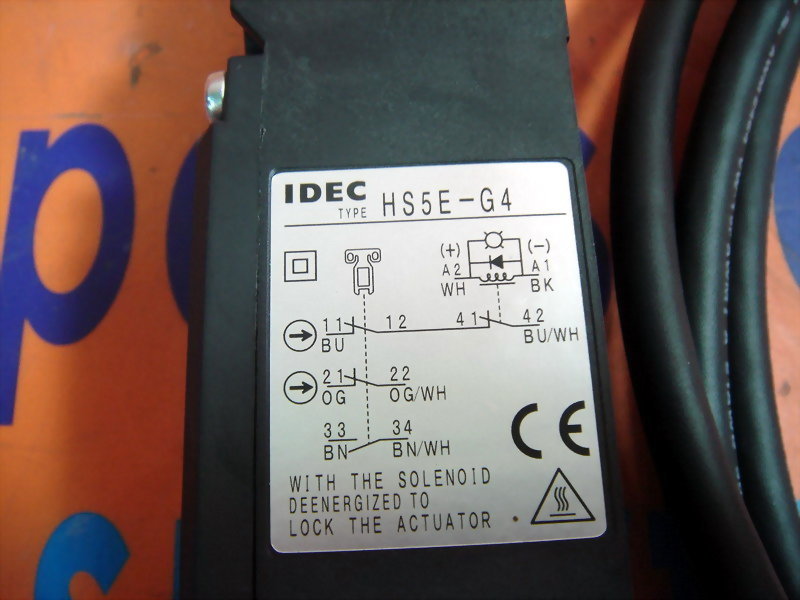 IDEC
TYPE HS5E-G4
(+) (-)
A2 A1
WH BK
11 12 41 42
BU BU/WH
21 22
OG OG/WH
33 34
BN BN/WH
CE
WITH THE SOLENOID
DEENERGIZED TO
LOCK THE ACTUATOR